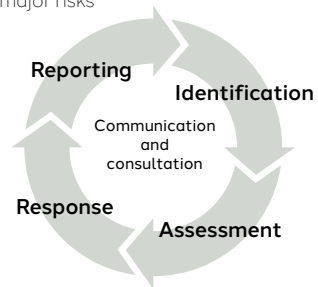 major risks
Reporting
Identification
Communication
and
consultation
Response
Assessment